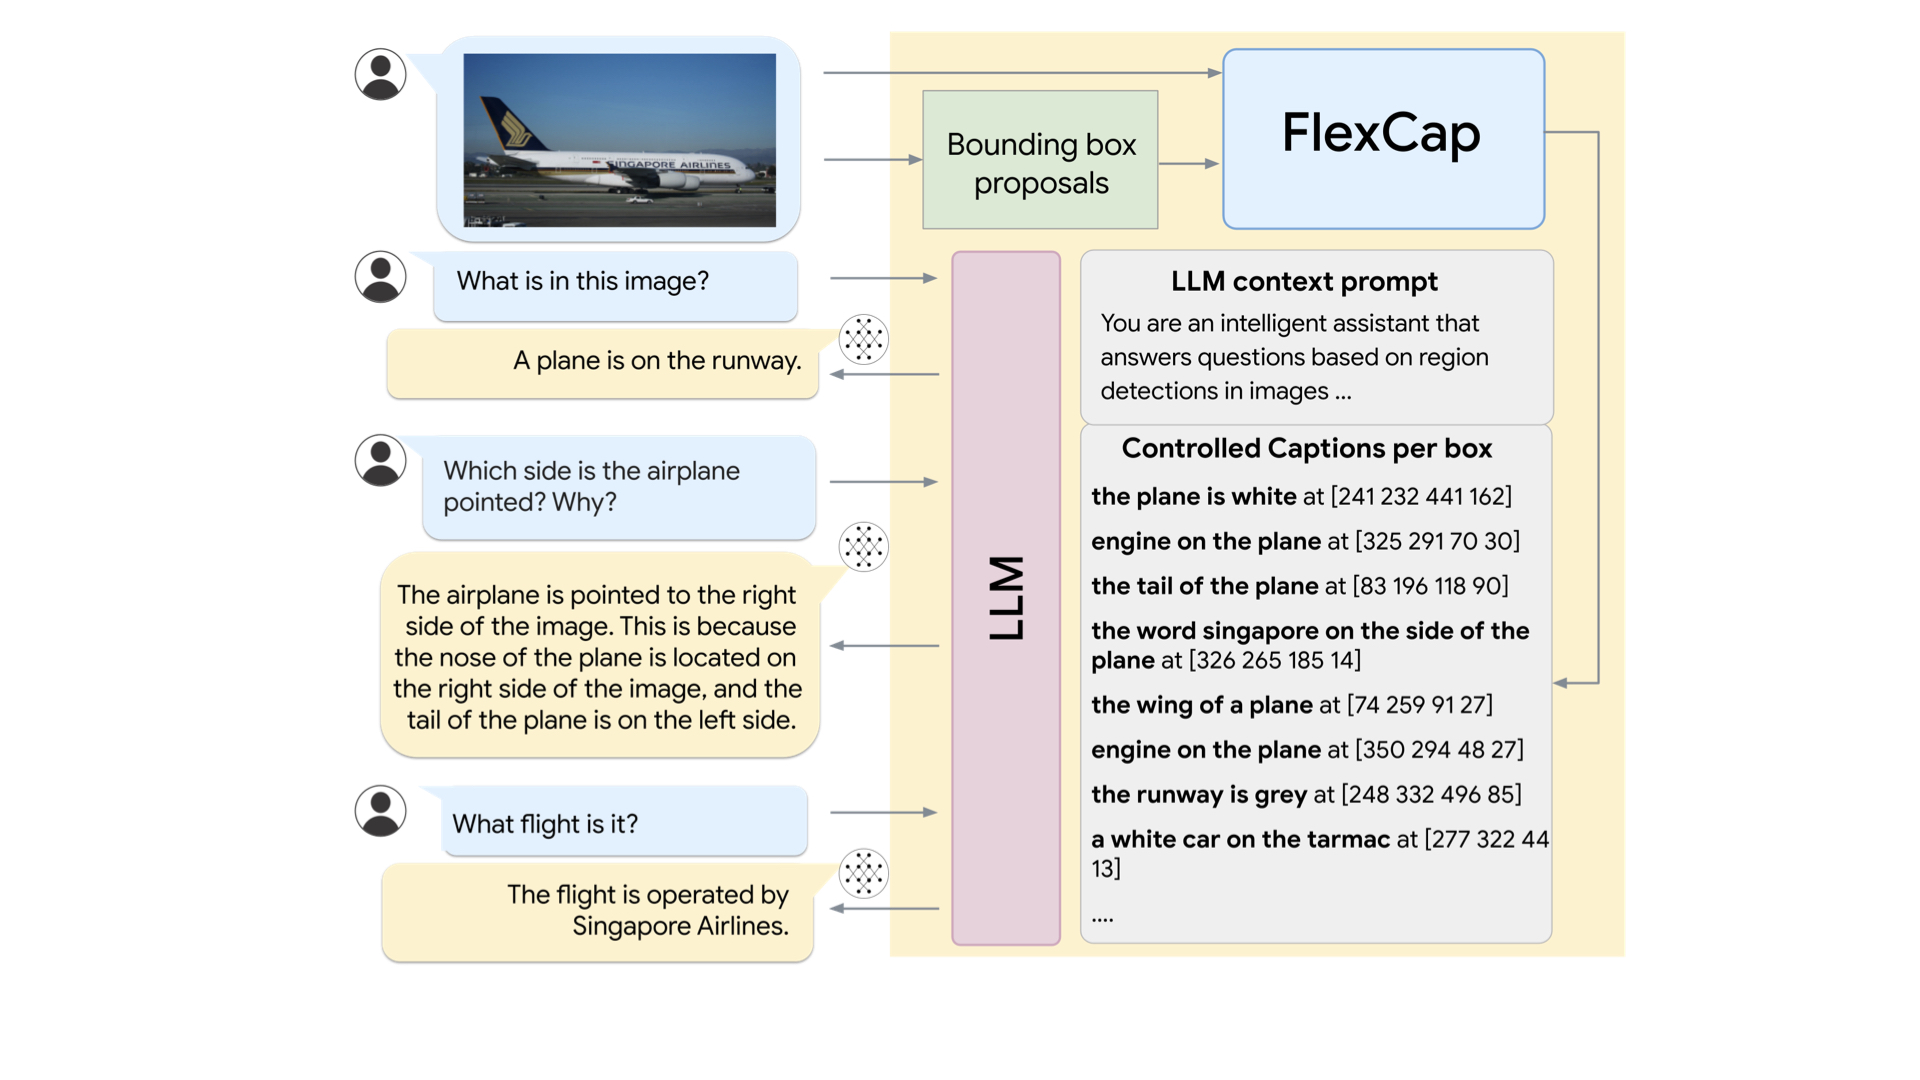 SINGAPORE AIRLINES
What is in this image?
A plane is on the runway.
Which side is the airplane
pointed? Why?
The airplane is pointed to the right
side of the image. This is because
the nose of the plane is located on
the right side of the image, and the
tail of the plane is on the left side.
What flight is it?
The flight is operated by
Singapore Airlines.
Bounding box
proposals
FlexCap
LLM
LLM context prompt
You are an intelligent assistant that
answers questions based on region
detections in images ...
Controlled Captions per box
the plane is white at [241 232 441 162]
engine on the plane at [325 291 70 30]
the tail of the plane at [83 196 118 90]
the word singapore on the side of the
plane at [326 265 185 14]
the wing of a plane at [74 259 91 27]
engine on the plane at [350 294 48 27]
the runway is grey at [248 332 496 85]
a white car on the tarmac at [277 322 44
13]
....